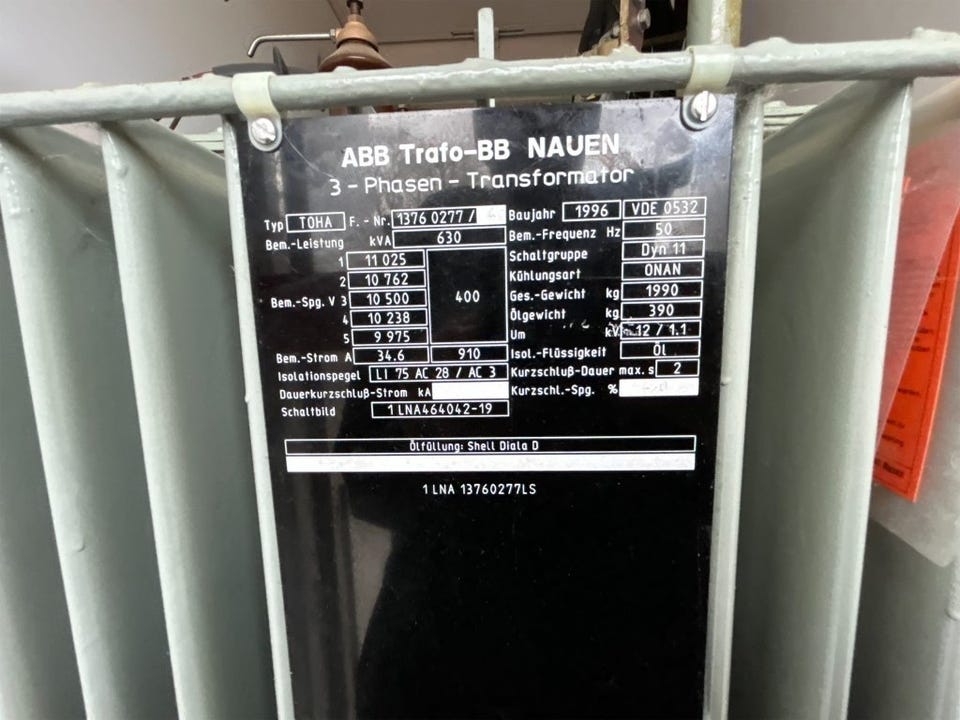 ABB Trafo-BB NAUEN
3 - Phasen - Transformator
Typ TOHA F. - Nr. 1376 0277 / Baujahr 1996 VDE 0532
Bem.-Leistung kVA 630 Bem.-Frequenz Hz 50
1 11 025 Schaltgruppe Dyn 11
2 10 762 Kühlungsart ONAN
Bem.-Spg. V 3 10 500 400 Ges.-Gewicht kg 1990
4 10 238 Ölgewicht kg 390
5 9 975 Um kV 12 / 1.1
Bem.-Strom A 34.6 910 Isol.-Flüssigkeit Öl
Isolationspegel LI 75 AC 28 / AC 3 Kurzschluß-Dauer max. s 2
Dauerkurzschluß-Strom kA Kurzschl.-Spg. %
Schaltbild 1 LNA464042-19
Ölfüllung: Shell Diala D
1 LNA 13760277LS